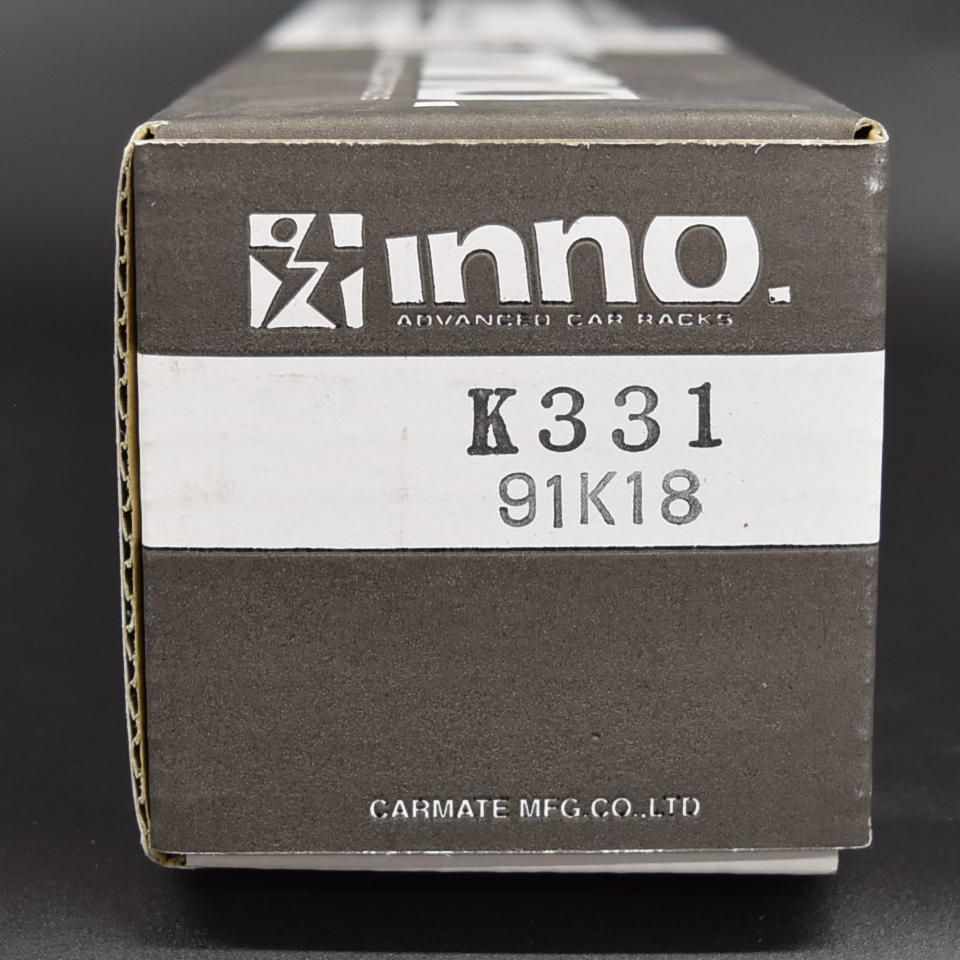 inno.
ADVANCED CAR RACKS
K331
91K18
CARMATE MFG.CO.,LTD